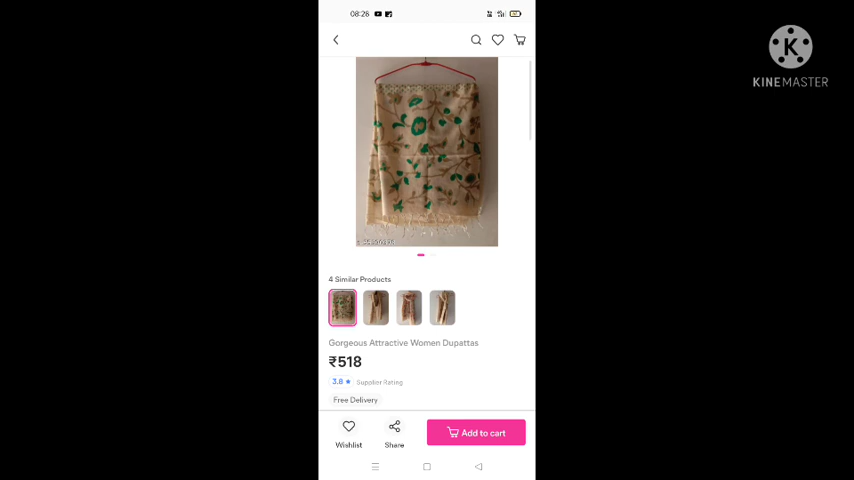 08:26
KINEMASTER
4 Similar Products
Gorgeous Attractive Women Dupattas
₹518
3.8 ★ Supplier Rating
Free Delivery
Add to cart
Wishlist
Share